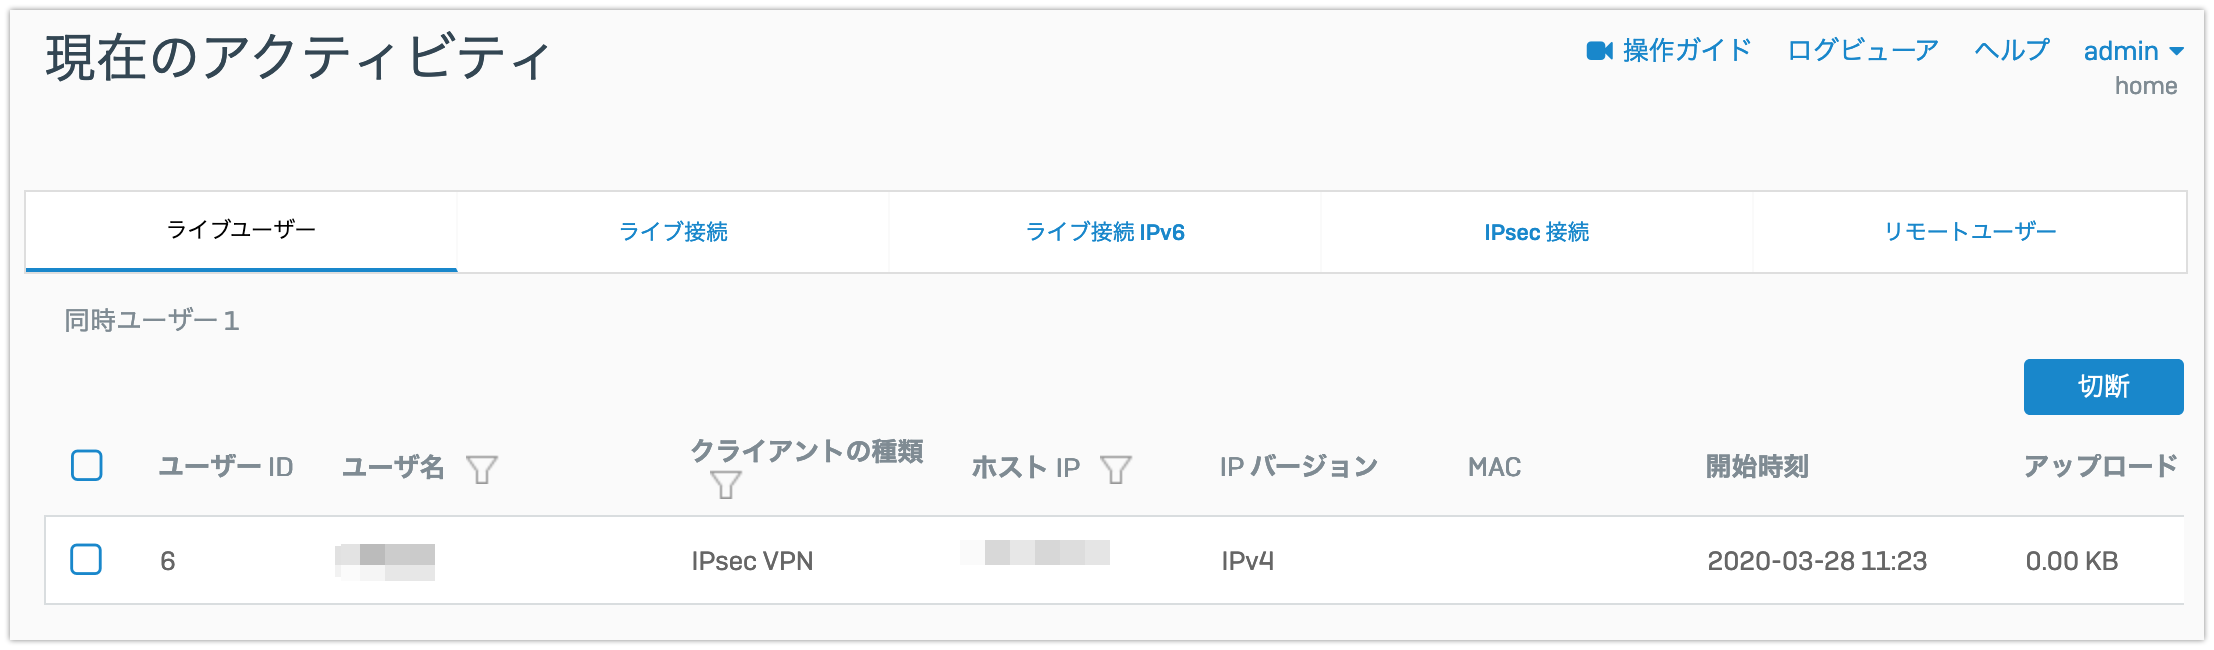 現在のアクティビティ
操作ガイド ログビューア ヘルプ admin
home
ライブユーザー ライブ接続 ライブ接続 IPv6 IPsec 接続 リモートユーザー
同時ユーザー 1
切断
ユーザー ID ユーザ名 クライアントの種類 ホスト IP IP バージョン MAC 開始時刻 アップロード
6 IPsec VPN IPv4 2020-03-28 11:23 0.00 KB